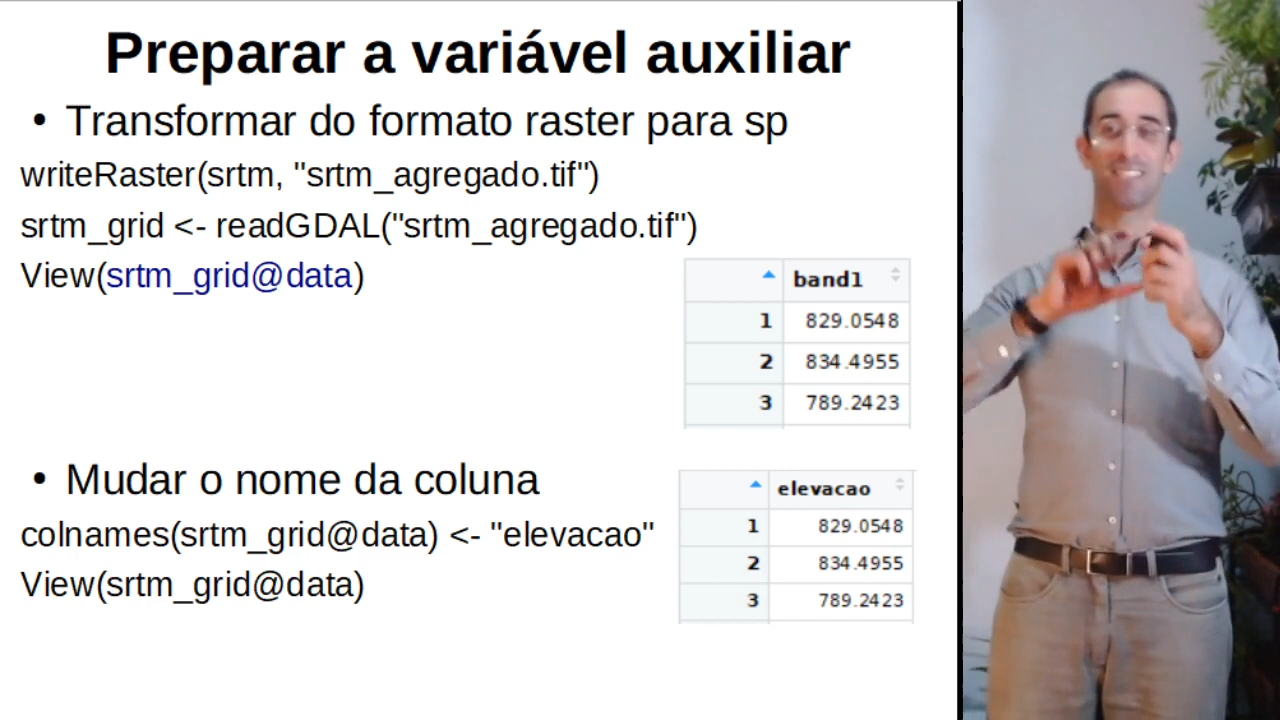 Preparar a variável auxiliar
• Transformar do formato raster para sp
writeRaster(srtm, "srtm_agregado.tif")
srtm_grid <- readGDAL("srtm_agregado.tif")
View(srtm_grid@data)
band1
1 829.0548
2 834.4955
3 789.2423
• Mudar o nome da coluna
colnames(srtm_grid@data) <- "elevacao"
View(srtm_grid@data)
elevacao
1 829.0548
2 834.4955
3 789.2423